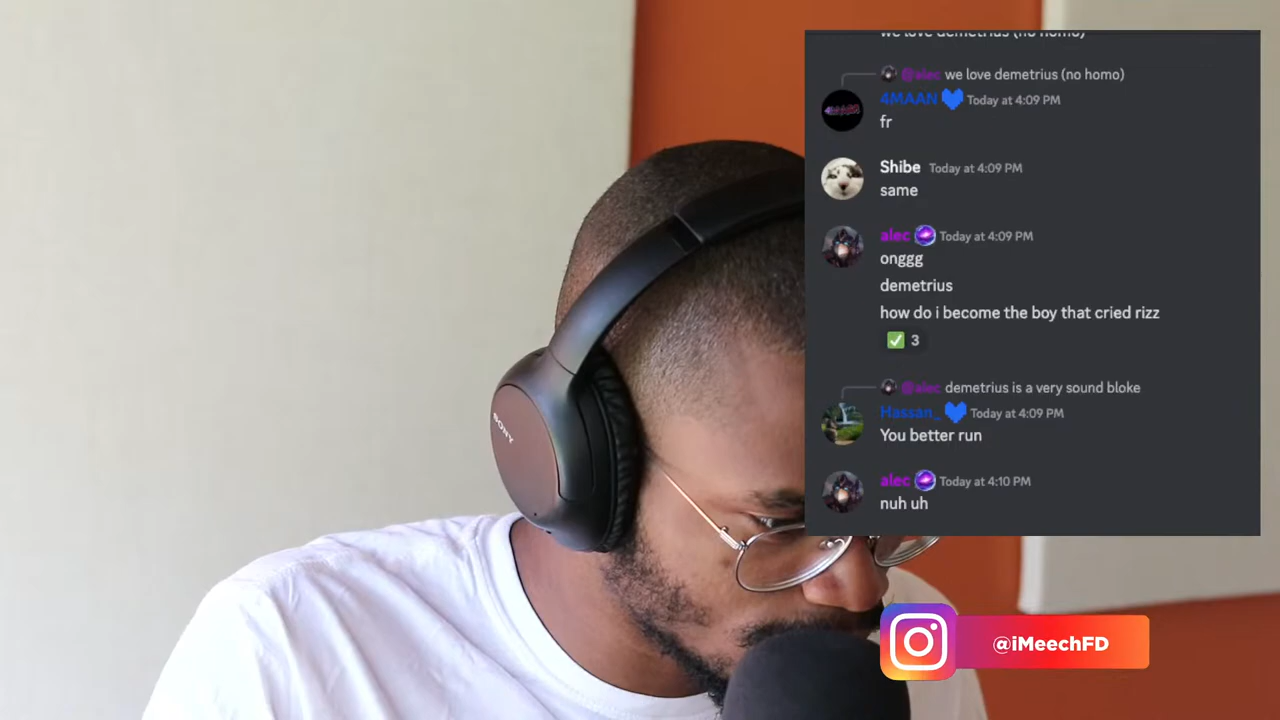 we love demetrius (no homo)
@alec we love demetrius (no homo)
4MAAN Today at 4:09 PM
fr
Shibe Today at 4:09 PM
same
alec Today at 4:09 PM
onggg
demetrius
how do i become the boy that cried rizz
3
@alec demetrius is a very sound bloke
Hassan_ Today at 4:09 PM
You better run
alec Today at 4:10 PM
nuh uh
SONY
@iMeechFD